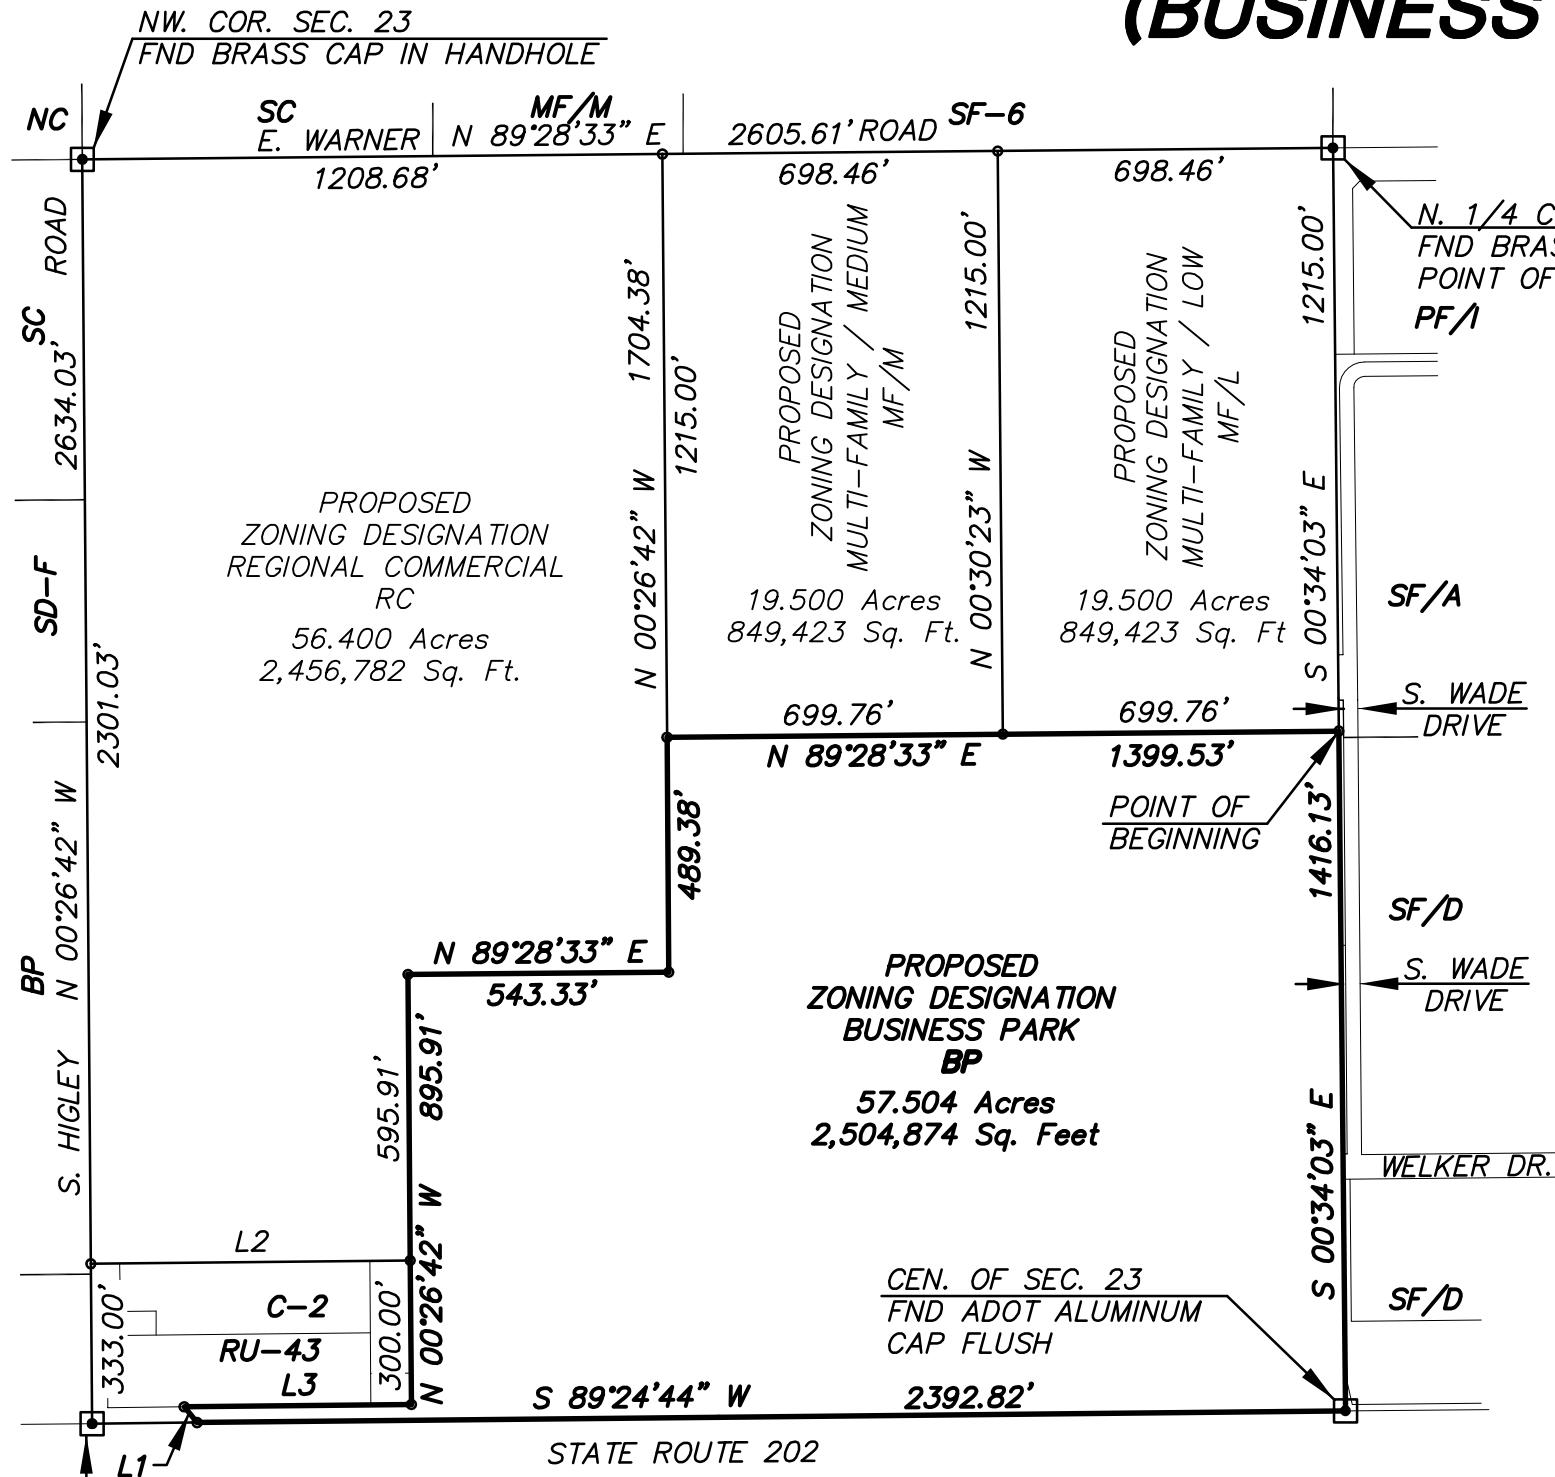 (BUSINESS
NW. COR. SEC. 23
FND BRASS CAP IN HANDHOLE
NC
SC
MF/M
SF-6
E. WARNER
N 89°28'33" E
2605.61' ROAD
1208.68'
698.46'
698.46'
N. 1/4 C
FND BRAS
POINT OF
PF/I
ROAD
SC
2634.03'
1704.38'
1215.00'
1215.00'
1215.00'
PROPOSED
ZONING DESIGNATION
MULTI-FAMILY / MEDIUM
MF/M
PROPOSED
ZONING DESIGNATION
MULTI-FAMILY / LOW
MF/L
PROPOSED
ZONING DESIGNATION
REGIONAL COMMERCIAL
RC
56.400 Acres
2,456,782 Sq. Ft.
N 00°26'42" W
N 00°30'23" W
S 00°34'03" E
19.500 Acres
849,423 Sq. Ft.
19.500 Acres
849,423 Sq. Ft
SD-F
SF/A
2301.03'
699.76'
699.76'
S. WADE
DRIVE
N 89°28'33" E
1399.53'
POINT OF
BEGINNING
489.38'
1416.13'
SF/D
BP
N 00°26'42" W
N 89°28'33" E
543.33'
PROPOSED
ZONING DESIGNATION
BUSINESS PARK
BP
57.504 Acres
2,504,874 Sq. Feet
S. WADE
DRIVE
S. HIGLEY
595.91'
895.91'
N 00°26'42" W
S 00°34'03" E
WELKER DR.
L2
C-2
RU-43
L3
333.00'
300.00'
CEN. OF SEC. 23
FND ADOT ALUMINUM
CAP FLUSH
SF/D
S 89°24'44" W
2392.82'
STATE ROUTE 202
L1